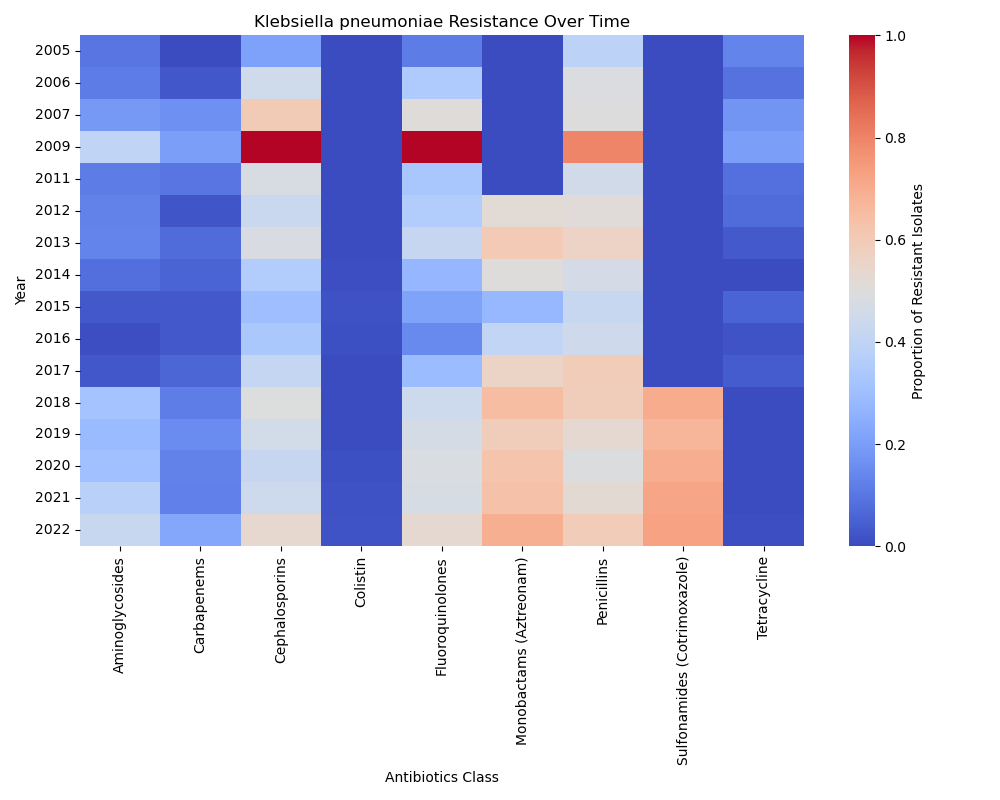 Klebsiella pneumoniae Resistance Over Time
Year
2005
2006
2007
2009
2011
2012
2013
2014
2015
2016
2017
2018
2019
2020
2021
2022
Aminoglycosides
Carbapenems
Cephalosporins
Colistin
Fluoroquinolones
Monobactams (Aztreonam)
Penicillins
Sulfonamides (Cotrimoxazole)
Tetracycline
Antibiotics Class
1.0
0.8
0.6
0.4
0.2
0.0
Proportion of Resistant Isolates